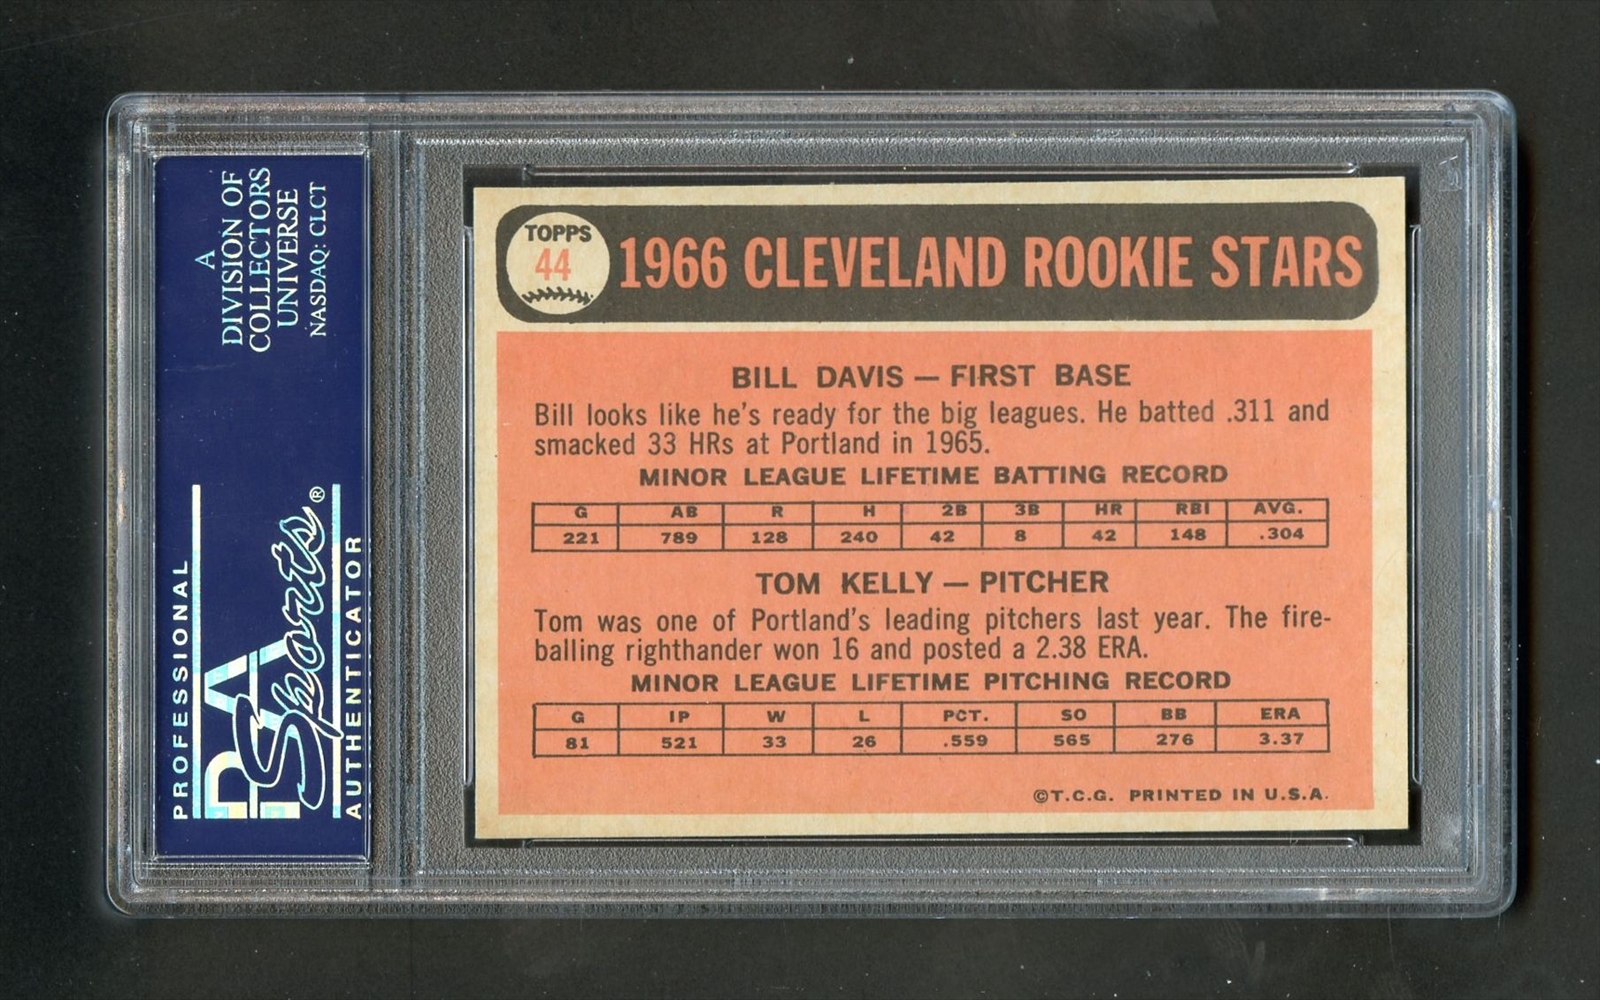 A
DIVISION OF
COLLECTORS
UNIVERSE
NASDAQ: CLCT
PROFESSIONAL
PSA
Sports®
AUTHENTICATOR
TOPPS
44
1966 CLEVELAND ROOKIE STARS
BILL DAVIS — FIRST BASE
Bill looks like he's ready for the big leagues. He batted .311 and
smacked 33 HRs at Portland in 1965.
MINOR LEAGUE LIFETIME BATTING RECORD
G AB R H 2B 3B HR RBI AVG.
221 789 128 240 42 8 42 148 .304
TOM KELLY — PITCHER
Tom was one of Portland's leading pitchers last year. The fire-
balling righthander won 16 and posted a 2.38 ERA.
MINOR LEAGUE LIFETIME PITCHING RECORD
G IP W L PCT. SO BB ERA
81 521 33 26 .559 565 276 3.37
©T.C.G. PRINTED IN U.S.A.